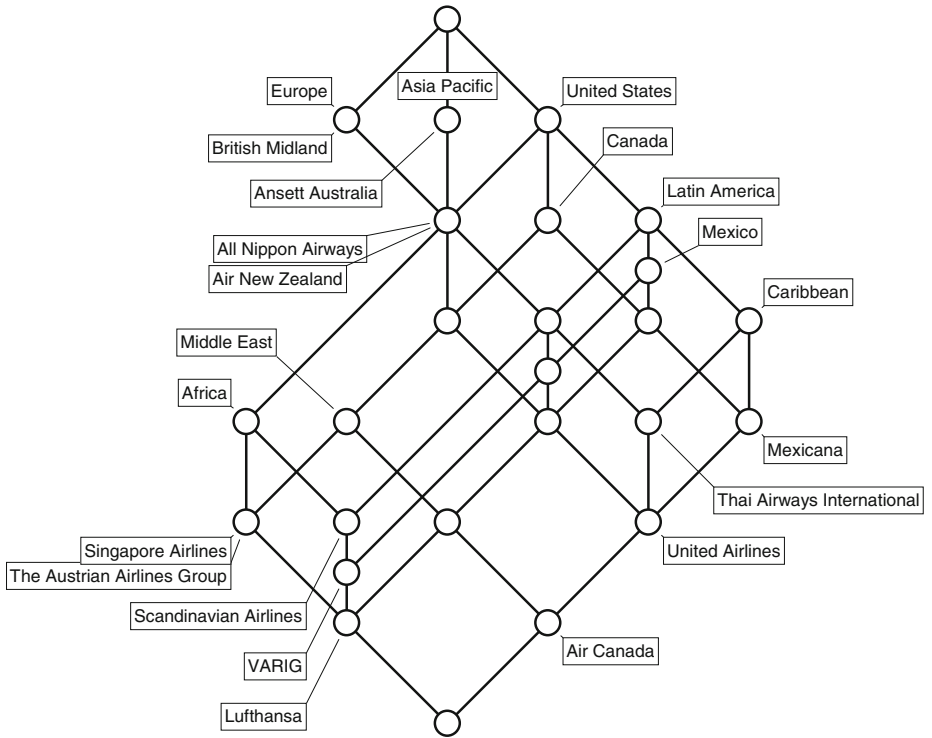 Asia Pacific
Europe
United States
Canada
British Midland
Ansett Australia
Latin America
Mexico
All Nippon Airways
Air New Zealand
Caribbean
Middle East
Africa
Mexicana
Thai Airways International
Singapore Airlines
United Airlines
The Austrian Airlines Group
Scandinavian Airlines
Air Canada
VARIG
Lufthansa